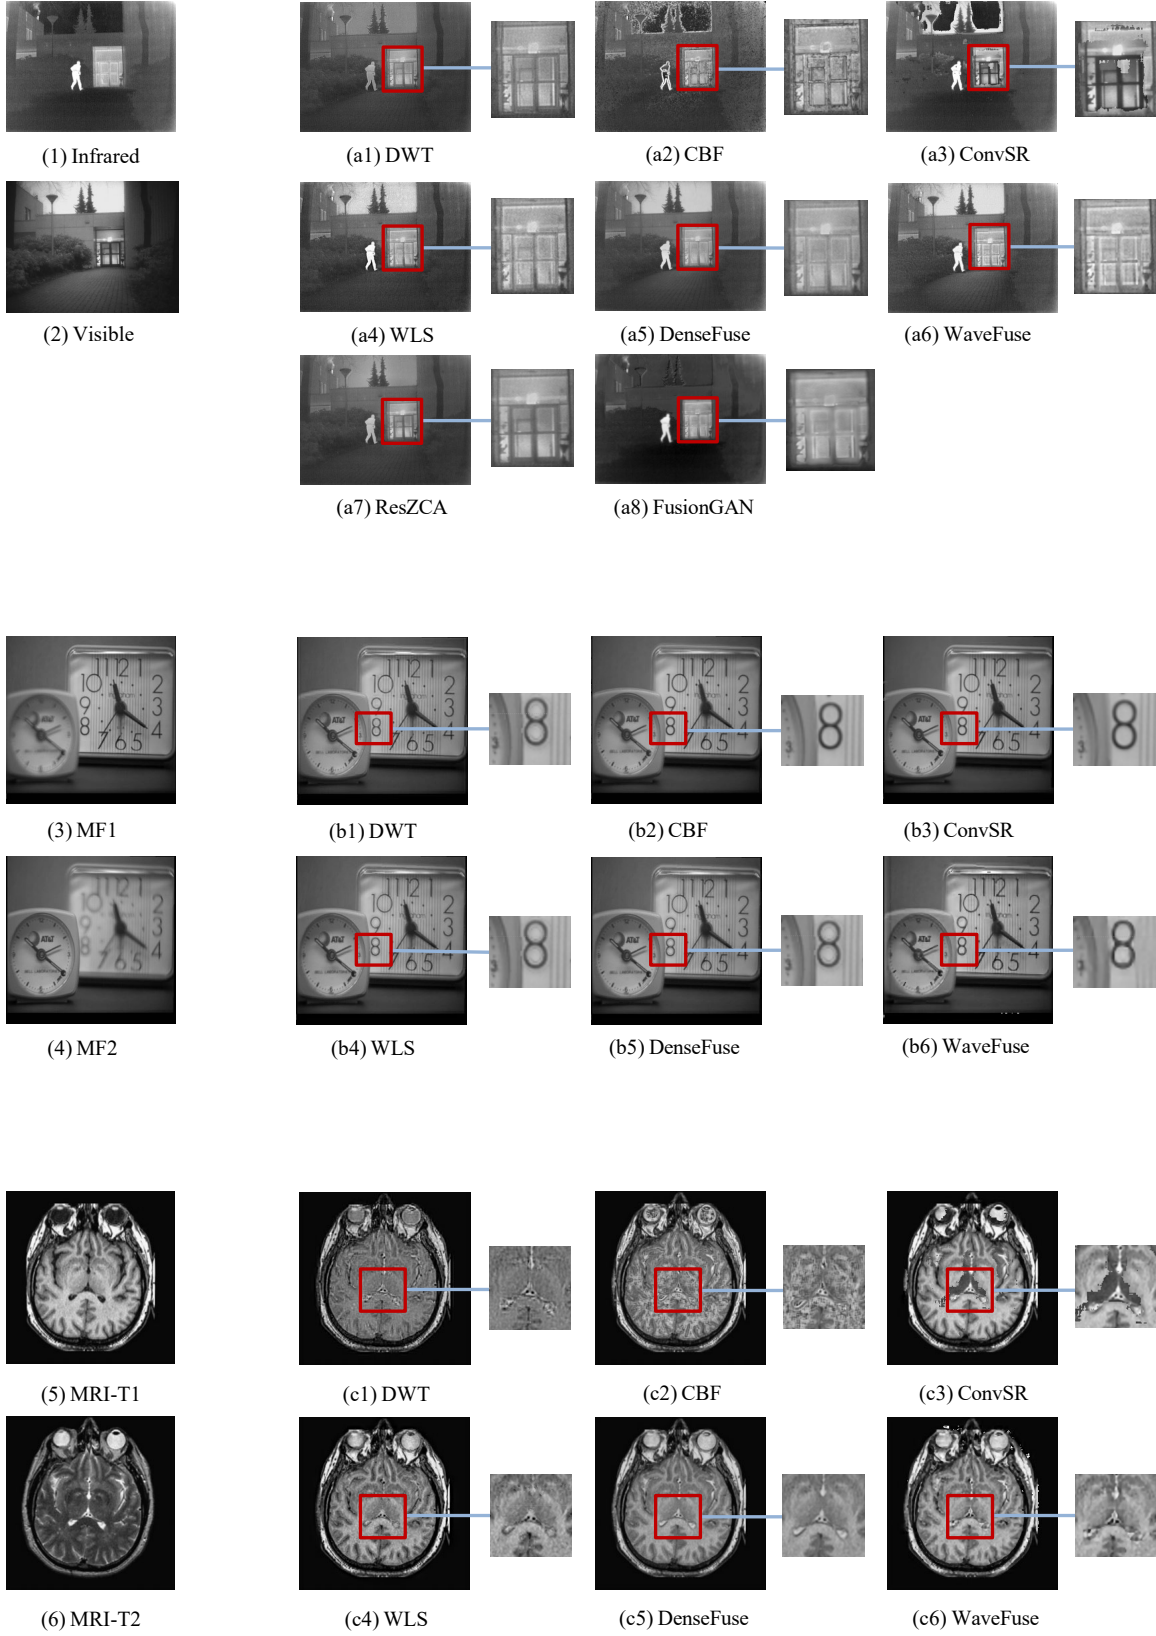 (1) Infrared
(a1) DWT
(a2) CBF
(a3) ConvSR
(2) Visible
(a4) WLS
(a5) DenseFuse
(a6) WaveFuse
(a7) ResZCA
(a8) FusionGAN
(3) MF1
(b1) DWT
(b2) CBF
(b3) ConvSR
(4) MF2
(b4) WLS
(b5) DenseFuse
(b6) WaveFuse
(5) MRI-T1
(c1) DWT
(c2) CBF
(c3) ConvSR
(6) MRI-T2
(c4) WLS
(c5) DenseFuse
(c6) WaveFuse